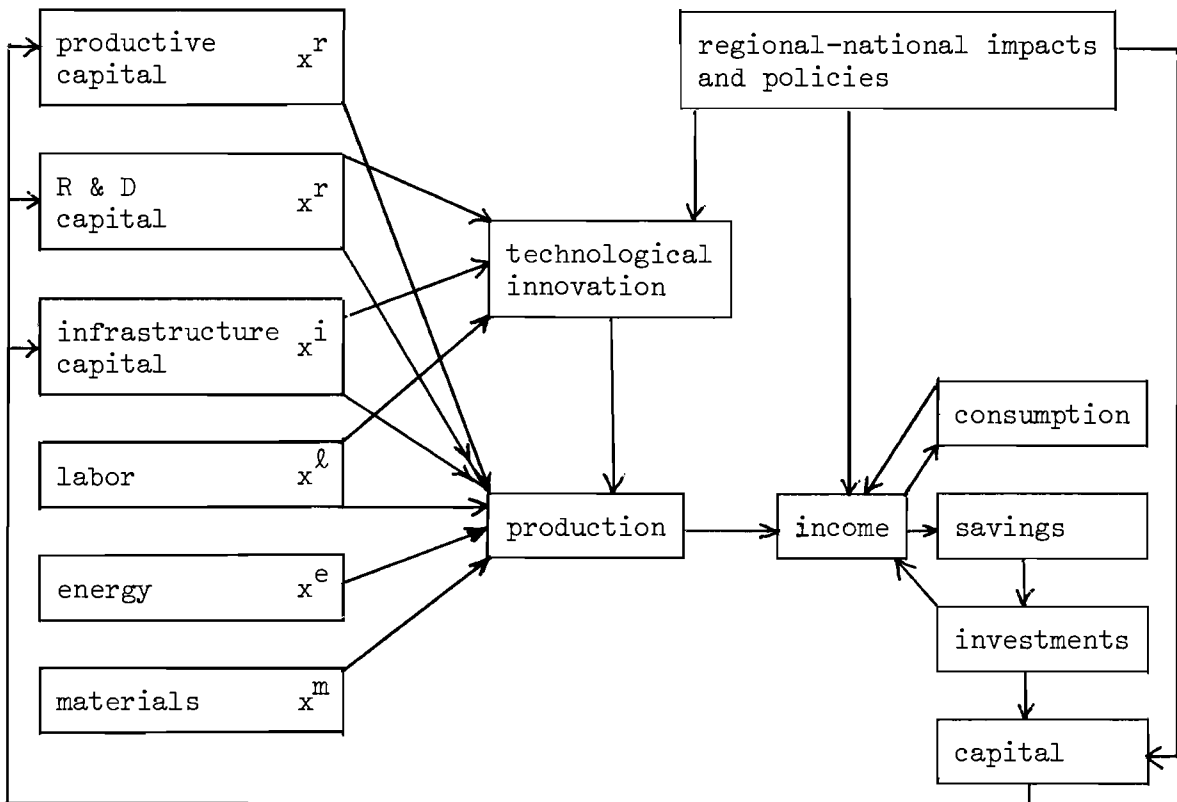 productive x^r
capital
regional-national impacts
and policies
R & D x^r
capital
technological
innovation
infrastructure x^i
capital
consumption
labor x^ℓ
production
income
savings
energy x^e
investments
materials x^m
capital